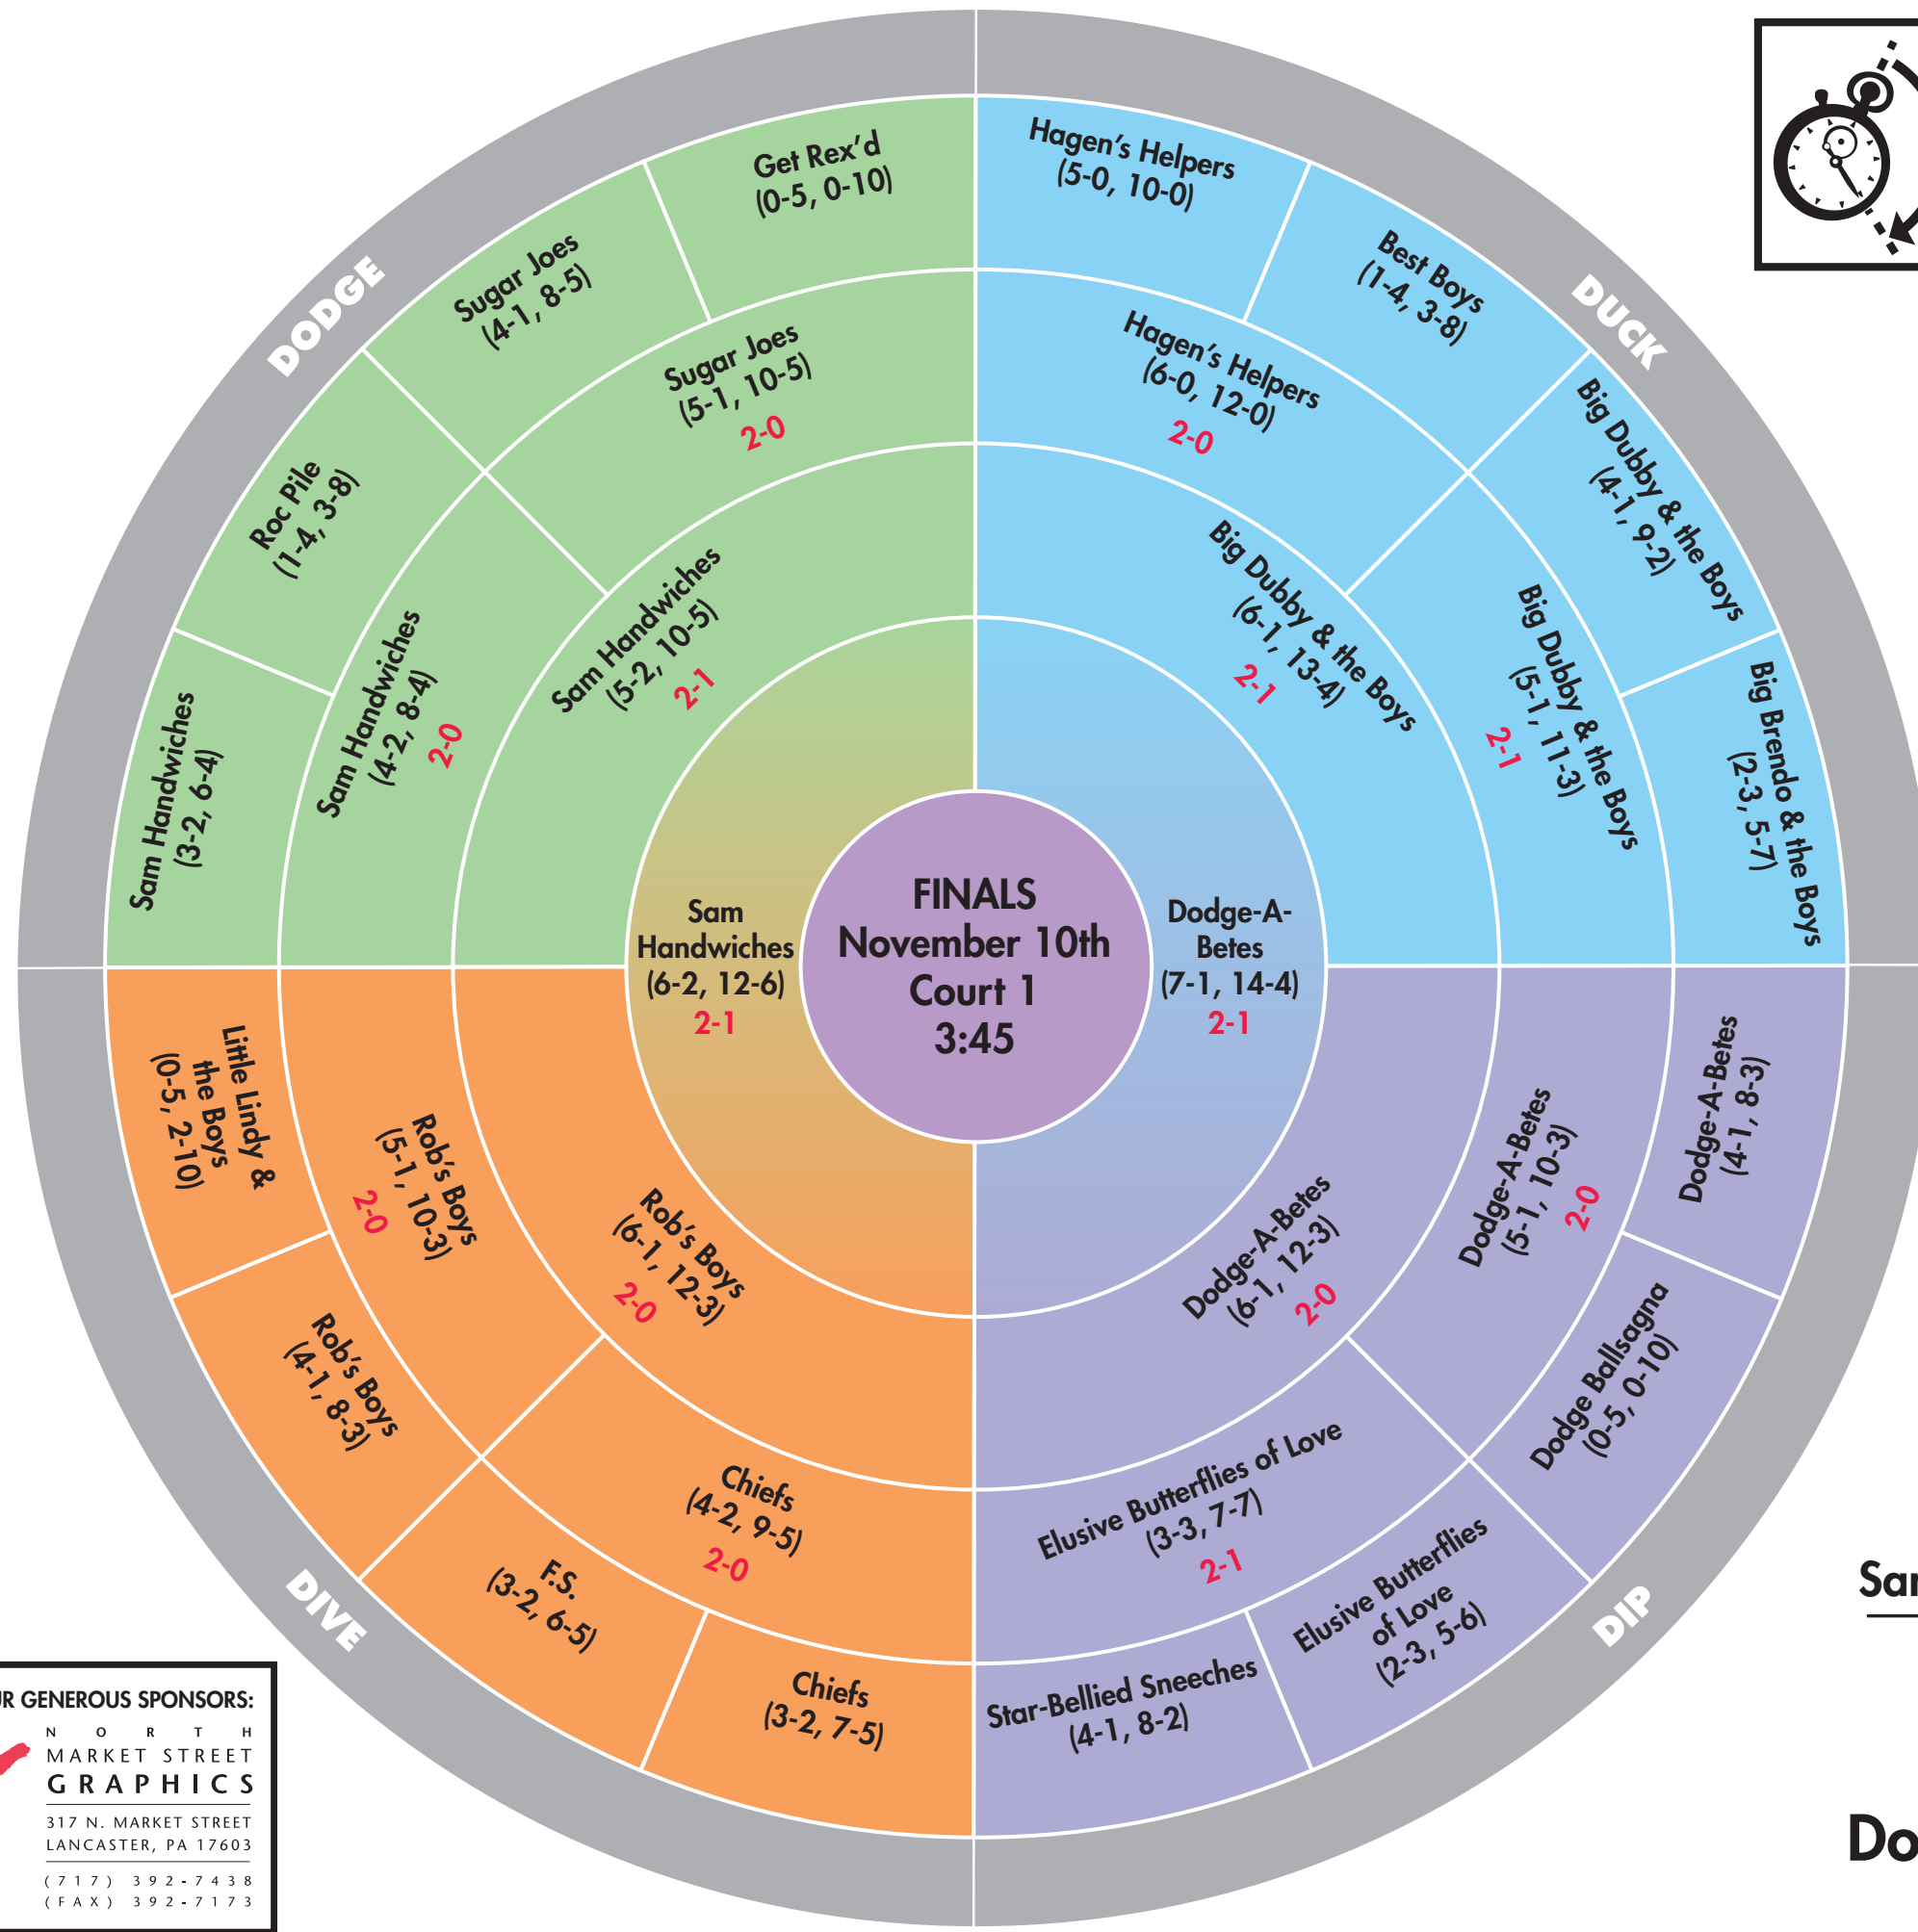 DODGE
Get Rex'd
(0-5, 0-10)
Sugar Joes
(4-1, 8-5)
Roc Pile
(1-4, 3-8)
Sam Handwiches
(3-2, 6-4)
Sugar Joes
(5-1, 10-5)
2-0
Sam Handwiches
(4-2, 8-4)
2-0
Sam Handwiches
(5-2, 10-5)
2-1
DUCK
Hagen's Helpers
(5-0, 10-0)
Best Boys
(1-4, 3-8)
Big Dubby & the Boys
(4-1, 9-2)
Big Brendo & the Boys
(2-3, 5-7)
Hagen's Helpers
(6-0, 12-0)
2-0
Big Dubby & the Boys
(5-1, 11-3)
2-1
Big Dubby & the Boys
(6-1, 13-4)
2-1
Sam
Handwiches
(6-2, 12-6)
2-1
FINALS
November 10th
Court 1
3:45
Dodge-A-
Betes
(7-1, 14-4)
2-1
DIVE
Little Lindy &
the Boys
(0-5, 2-10)
Rob's Boys
(4-1, 8-3)
F.S.
(3-2, 6-5)
Chiefs
(3-2, 7-5)
Rob's Boys
(5-1, 10-3)
2-0
Chiefs
(4-2, 9-5)
2-0
Rob's Boys
(6-1, 12-3)
2-0
DIP
Dodge-A-Betes
(4-1, 8-3)
Dodge Ballsagna
(0-5, 0-10)
Elusive Butterflies
of Love
(2-3, 5-6)
Star-Bellied Sneeches
(4-1, 8-2)
Dodge-A-Betes
(5-1, 10-3)
2-0
Elusive Butterflies of Love
(3-3, 7-7)
2-1
Dodge-A-Betes
(6-1, 12-3)
2-0
GENEROUS SPONSORS:
NORTH
MARKET STREET
GRAPHICS
317 N. MARKET STREET
LANCASTER, PA 17603
(717) 392-7438
(FAX) 392-7173